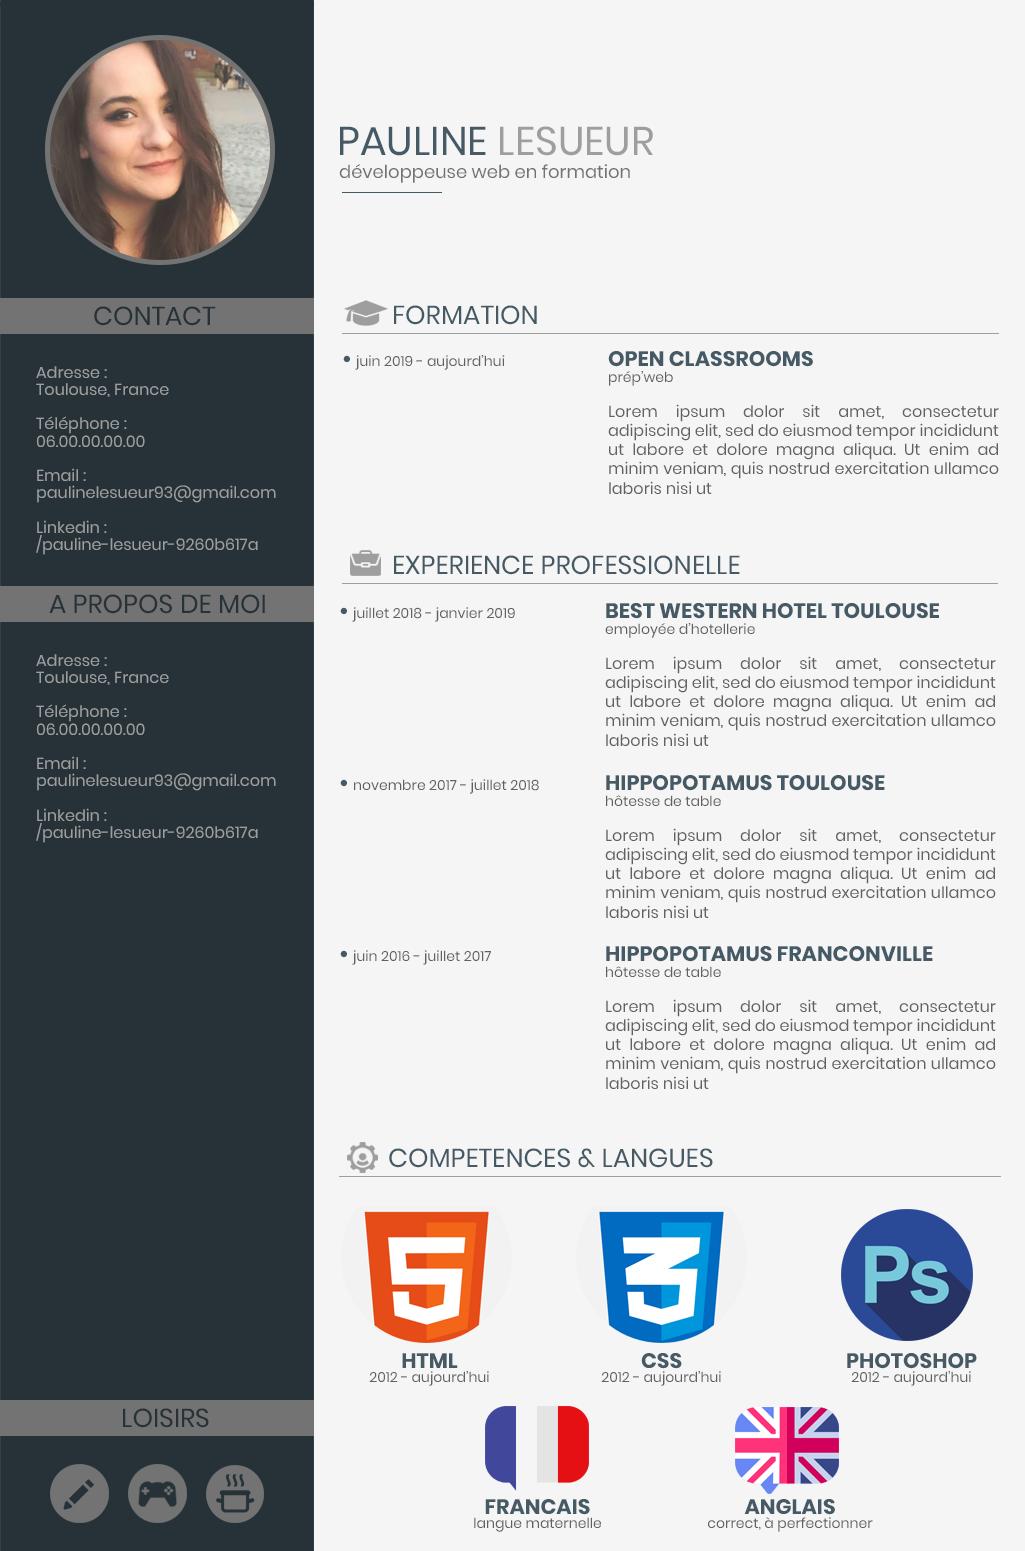 PAULINE LESUEUR
développeuse web en formation
CONTACT
Adresse :
Toulouse, France
Téléphone :
06.00.00.00.00
Email :
paulinelesueur93@gmail.com
Linkedin :
/pauline-lesueur-9260b617a
A PROPOS DE MOI
Adresse :
Toulouse, France
Téléphone :
06.00.00.00.00
Email :
paulinelesueur93@gmail.com
Linkedin :
/pauline-lesueur-9260b617a
LOISIRS
FORMATION
• juin 2019 - aujourd'hui
OPEN CLASSROOMS
prép'web
Lorem ipsum dolor sit amet, consectetur
adipiscing elit, sed do eiusmod tempor incididunt
ut labore et dolore magna aliqua. Ut enim ad
minim veniam, quis nostrud exercitation ullamco
laboris nisi ut
EXPERIENCE PROFESSIONELLE
• juillet 2018 - janvier 2019
BEST WESTERN HOTEL TOULOUSE
employée d'hotellerie
Lorem ipsum dolor sit amet, consectetur
adipiscing elit, sed do eiusmod tempor incididunt
ut labore et dolore magna aliqua. Ut enim ad
minim veniam, quis nostrud exercitation ullamco
laboris nisi ut
• novembre 2017 - juillet 2018
HIPPOPOTAMUS TOULOUSE
hôtesse de table
Lorem ipsum dolor sit amet, consectetur
adipiscing elit, sed do eiusmod tempor incididunt
ut labore et dolore magna aliqua. Ut enim ad
minim veniam, quis nostrud exercitation ullamco
laboris nisi ut
• juin 2016 - juillet 2017
HIPPOPOTAMUS FRANCONVILLE
hôtesse de table
Lorem ipsum dolor sit amet, consectetur
adipiscing elit, sed do eiusmod tempor incididunt
ut labore et dolore magna aliqua. Ut enim ad
minim veniam, quis nostrud exercitation ullamco
laboris nisi ut
COMPETENCES & LANGUES
5
3
Ps
HTML
2012 - aujourd'hui
CSS
2012 - aujourd'hui
PHOTOSHOP
2012 - aujourd'hui
FRANCAIS
langue maternelle
ANGLAIS
correct, à perfectionner